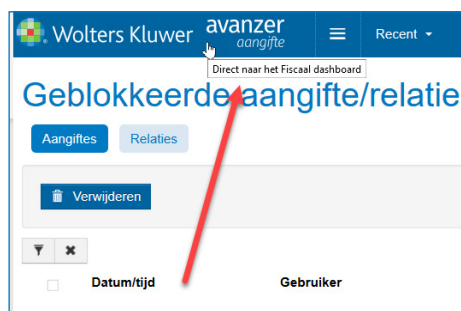 Wolters Kluwer avanzer aangifte ≡ Recent
Direct naar het Fiscaal dashboard
Geblokkeerde aangifte/relatie
Aangiftes Relaties
Verwijderen
Datum/tijd Gebruiker